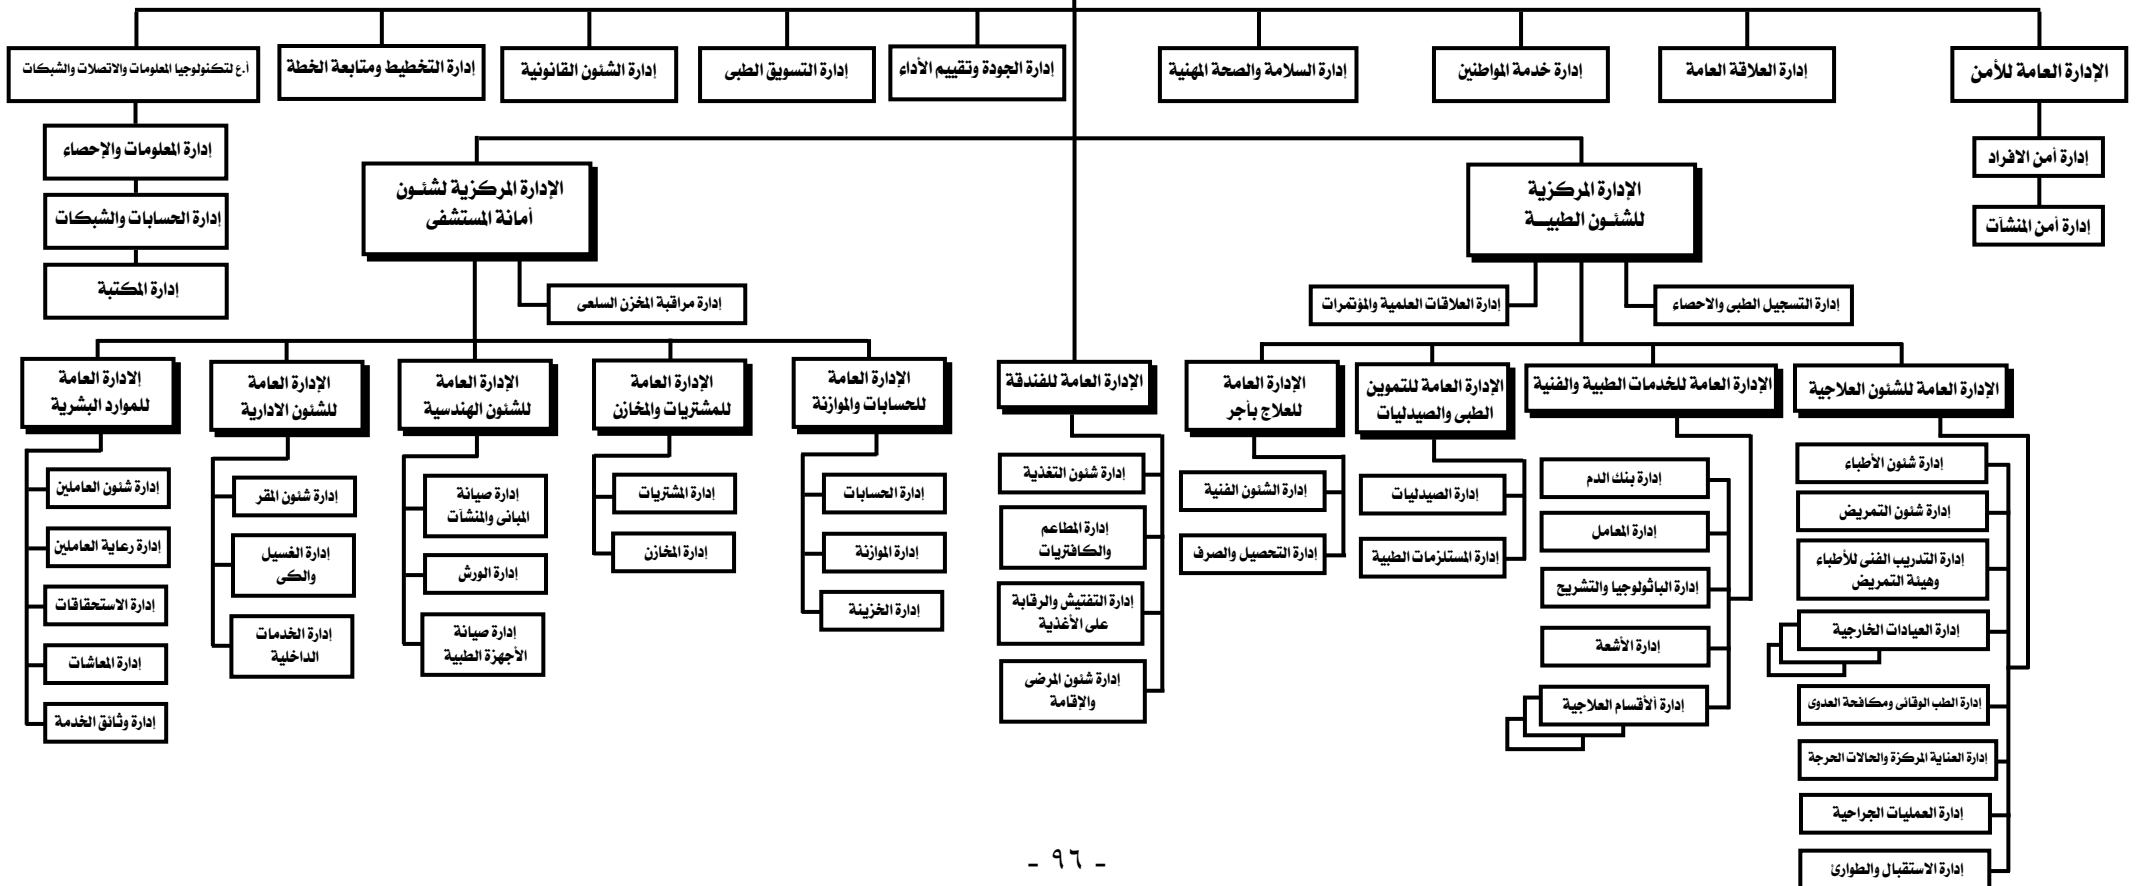 الإدارة العامة للأمن
إدارة العلاقة العامة
إدارة خدمة المواطنين
إدارة السلامة والصحة المهنية
إدارة الجودة وتقييم الأداء
إدارة التسويق الطبى
إدارة الشئون القانونية
إدارة التخطيط ومتابعة الخطة
أ.ع لتكنولوجيا المعلومات والاتصلات والشبكات
إدارة أمن الافراد
إدارة أمن المنشآت
إدارة المعلومات والإحصاء
إدارة الحسابات والشبكات
إدارة المكتبة
الإدارة المركزية
للشئــون الطبيــــة
الإدارة المركزية لشئــون
أمانة المستشفى
إدارة التسجيل الطبى والاحصاء
إدارة العلاقات العلمية والمؤتمرات
إدارة مراقبة المخزن السلعى
الإدارة العامة للشئون العلاجية
إدارة شئون الأطباء
إدارة شئون التمريض
إدارة التدريب الفنى للأطباء
وهيئة التمريض
إدارة العيادات الخارجية
إدارة الطب الوقائى ومكافحة العدوى
إدارة العناية المركزة والحالات الحرجة
إدارة العمليات الجراحية
إدارة الاستقبال والطوارئ
الإدارة العامة للخدمات الطبية والفنية
إدارة بنك الدم
إدارة المعامل
إدارة الباثولوجيا والتشريح
إدارة الأشعة
إدارة ألأقسام العلاجية
الإدارة العامة للتموين
الطبى والصيدليات
إدارة الصيدليات
إدارة المستلزمات الطبية
الإدارة العامة
للعلاج بأجر
إدارة الشئون الفنية
إدارة التحصيل والصرف
الإدارة العامة للفندقة
إدارة شئون التغذية
إدارة المطاعم
والكافتريات
إدارة التفتيش والرقابة
على الأغذية
إدارة شئون المرضى
والإقامة
الإدارة العامة
للحسابات والموازنة
إدارة الحسابات
إدارة الموازنة
إدارة الخزينة
الإدارة العامة
للمشتريات والمخازن
إدارة المشتريات
إدارة المخازن
الإدارة العامة
للشئون الهندسية
إدارة صيانة
المبانى والمنشآت
إدارة الورش
إدارة صيانة
الأجهزة الطبية
الإدارة العامة
للشئون الادارية
إدارة شئون المقر
إدارة الغسيل
والكى
إدارة الخدمات
الداخلية
إلادارة العامة
للموارد البشرية
إدارة شئون العاملين
إدارة رعاية العاملين
إدارة الاستحقاقات
إدارة المعاشات
إدارة وثائق الخدمة
- ٩٦ -